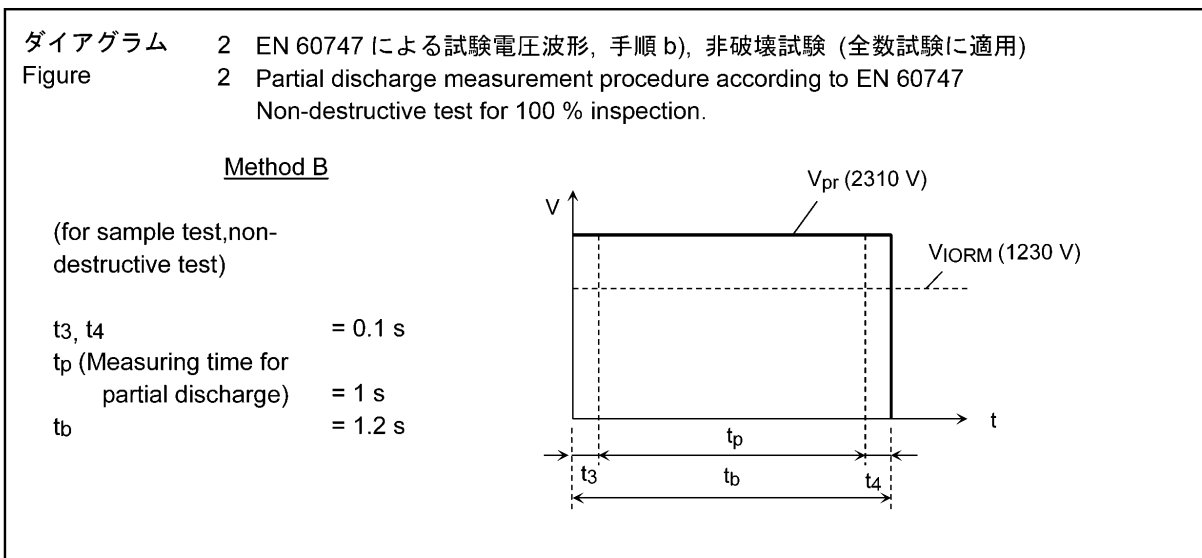 ダイアグラム 2 EN 60747 による試験電圧波形, 手順 b), 非破壊試験 (全数試験に適用)
Figure 2 Partial discharge measurement procedure according to EN 60747
Non-destructive test for 100 % inspection.
Method B
(for sample test,non-
destructive test)
t3, t4 = 0.1 s
tp (Measuring time for
partial discharge) = 1 s
tb = 1.2 s
Vpr (2310 V)
V
VIORM (1230 V)
t
tp
t3
tb
t4